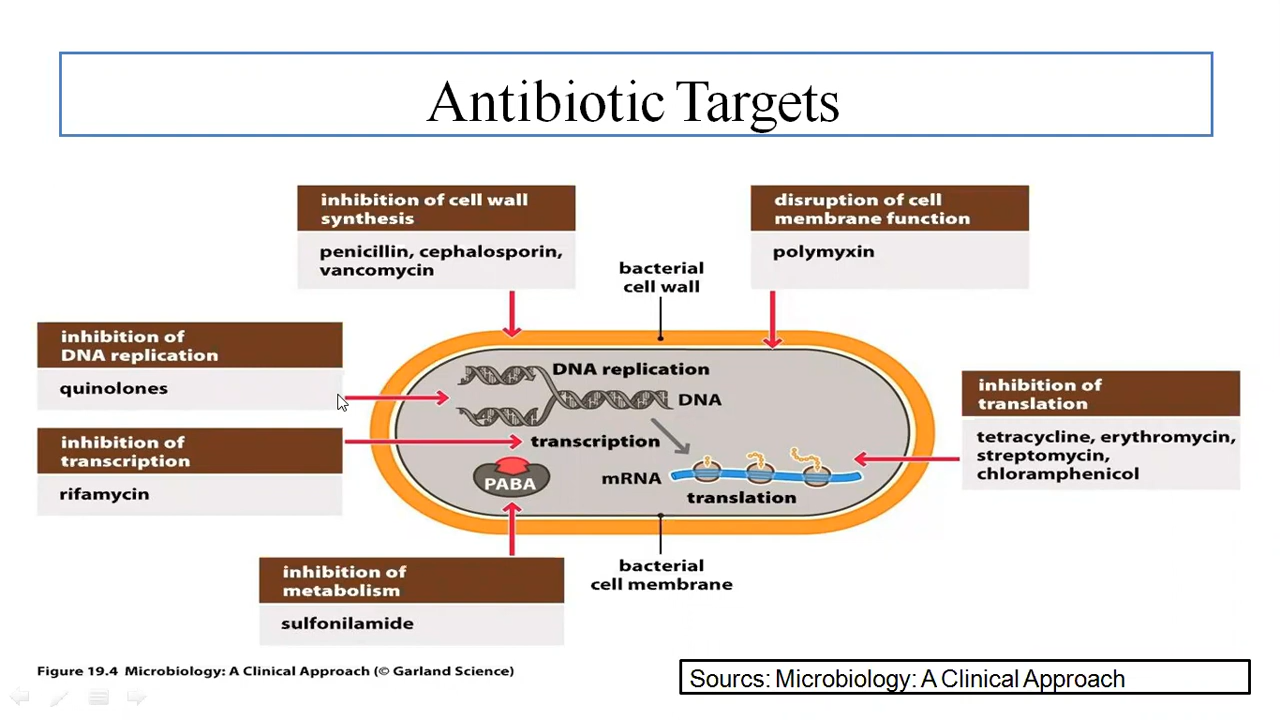 Antibiotic Targets
inhibition of cell wall
synthesis
penicillin, cephalosporin,
vancomycin
disruption of cell
membrane function
polymyxin
bacterial
cell wall
inhibition of
DNA replication
quinolones
inhibition of
transcription
rifamycin
DNA replication
DNA
transcription
PABA
mRNA
translation
inhibition of
translation
tetracycline, erythromycin,
streptomycin,
chloramphenicol
inhibition of
metabolism
sulfonilamide
bacterial
cell membrane
Figure 19.4 Microbiology: A Clinical Approach (© Garland Science)
Sourcs: Microbiology: A Clinical Approach